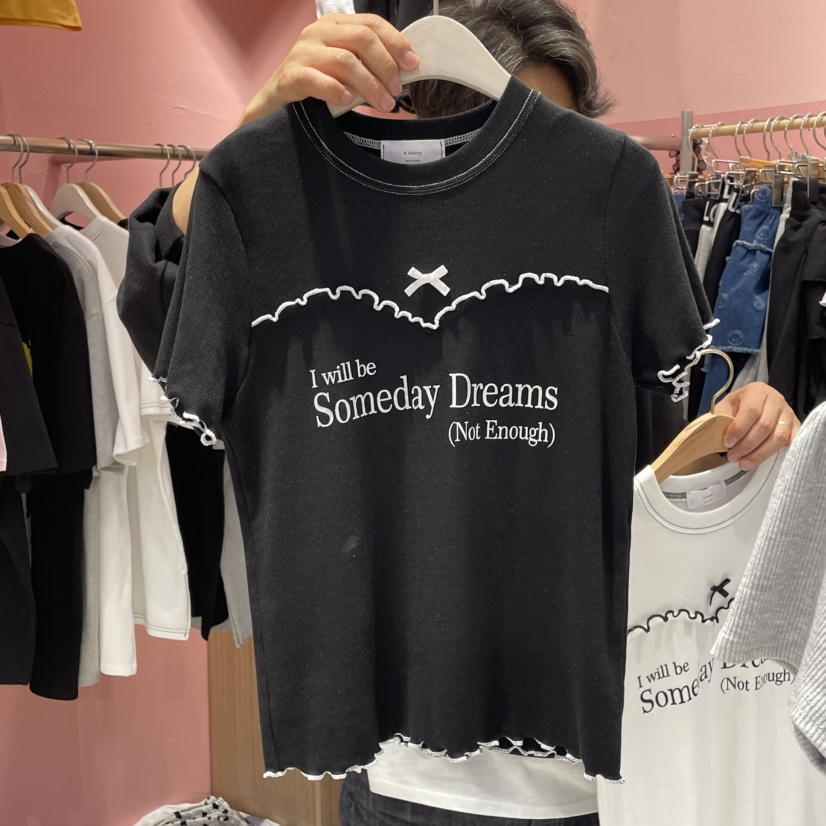 I will be
Someday Dreams
(Not Enough)
I will be
Someday
(Not Enough)